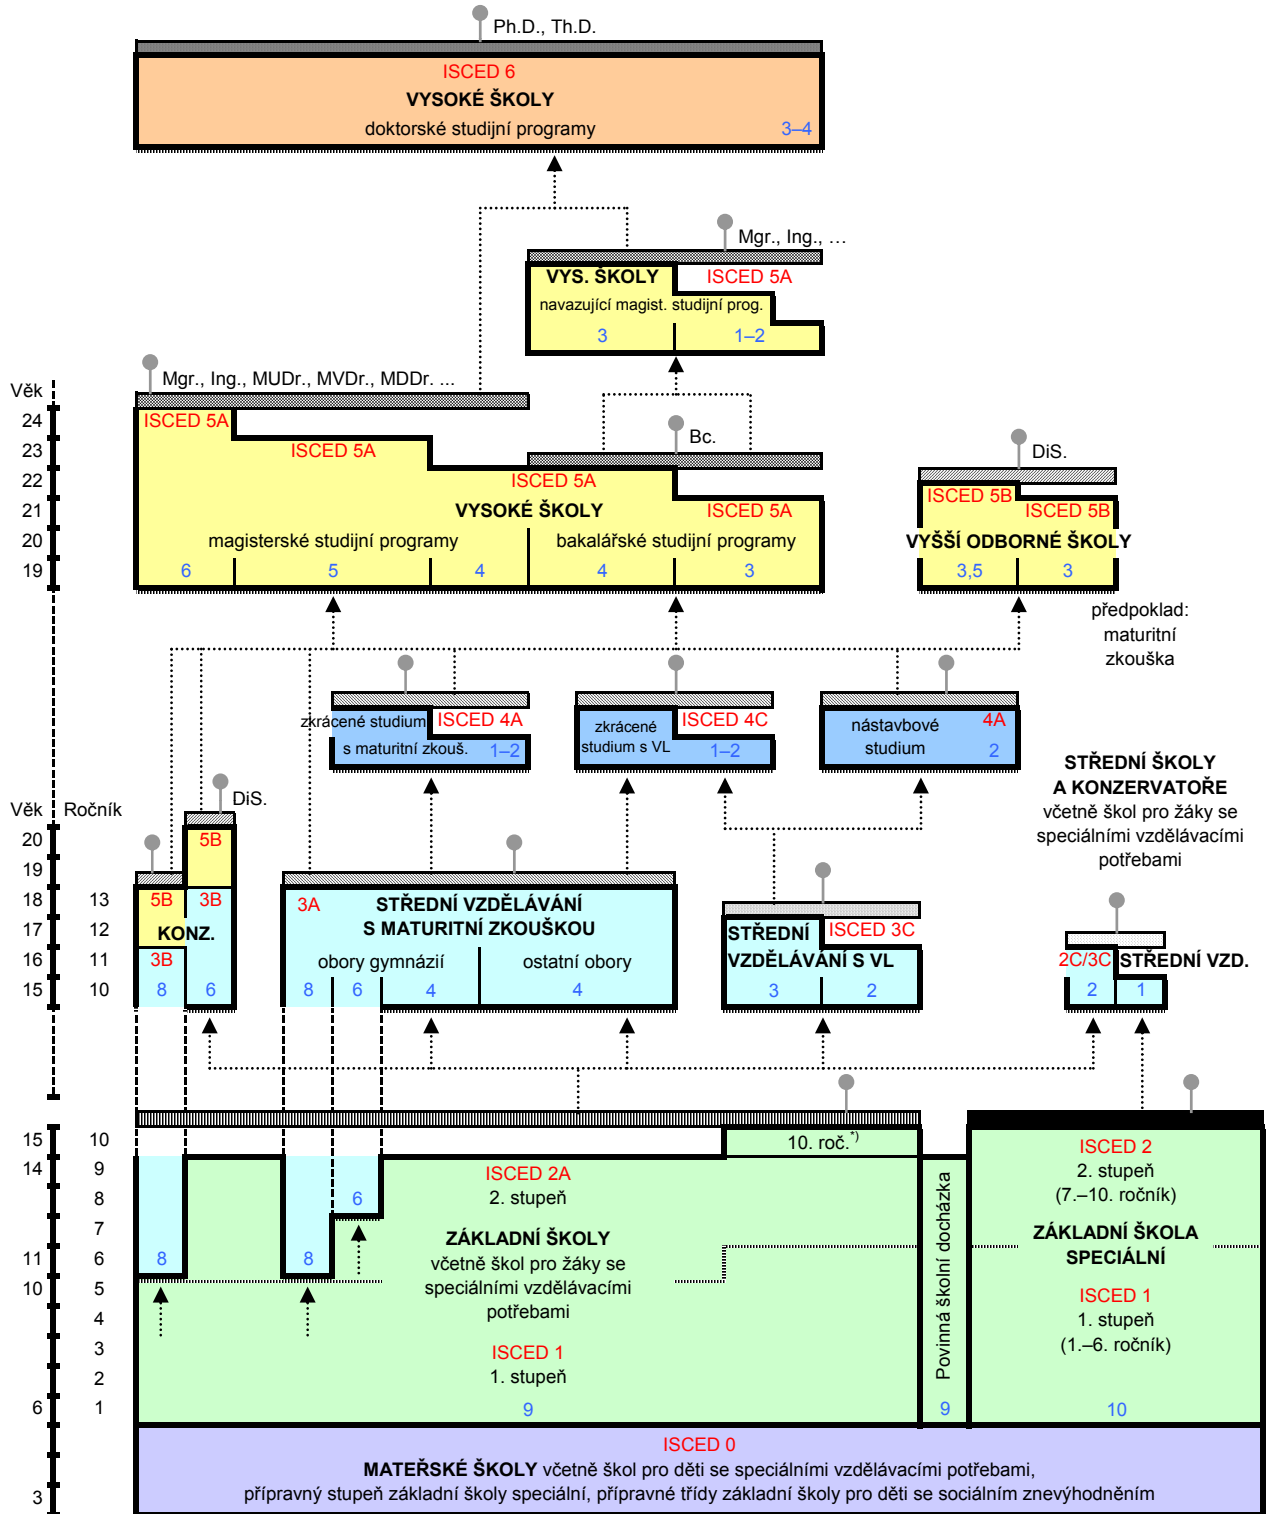 Ph.D., Th.D.
ISCED 6
VYSOKÉ ŠKOLY
doktorské studijní programy 3–4
Mgr., Ing., ...
VYS. ŠKOLY ISCED 5A
navazující magist. studijní prog.
3 1–2
Mgr., Ing., MUDr., MVDr., MDDr. ...
Věk
24
23
22
21
20
19
ISCED 5A
ISCED 5A
Bc.
ISCED 5A
ISCED 5A
VYSOKÉ ŠKOLY
magisterské studijní programy
bakalářské studijní programy
6 5 4 4 3
DiS.
ISCED 5B
ISCED 5B
VYŠŠÍ ODBORNÉ ŠKOLY
3,5 3
předpoklad:
maturitní
zkouška
zkrácené studium ISCED 4A
s maturitní zkouš. 1–2
zkrácené ISCED 4C
studium s VL 1–2
nástavbové 4A
studium 2
STŘEDNÍ ŠKOLY
A KONZERVATOŘE
včetně škol pro žáky se
speciálními vzdělávacími
potřebami
Věk Ročník
20
19
18 13
17 12
16 11
15 10
DiS.
5B
5B 3B
KONZ.
3B
8 6
3A STŘEDNÍ VZDĚLÁVÁNÍ
S MATURITNÍ ZKOUŠKOU
obory gymnázií ostatní obory
8 6 4 4
ISCED 3C
STŘEDNÍ
VZDĚLÁVÁNÍ S VL
3 2
2C/3C STŘEDNÍ VZD.
2 1
15 10
14 9
8
7
11 6
10 5
4
3
2
6 1
3
10. roč.*)
8
8
6
ISCED 2A
2. stupeň
ZÁKLADNÍ ŠKOLY
včetně škol pro žáky se
speciálními vzdělávacími
potřebami
ISCED 1
1. stupeň
9
Povinná školní docházka
9
ISCED 2
2. stupeň
(7.–10. ročník)
ZÁKLADNÍ ŠKOLA
SPECIÁLNÍ
ISCED 1
1. stupeň
(1.–6. ročník)
10
ISCED 0
MATEŘSKÉ ŠKOLY včetně škol pro děti se speciálními vzdělávacími potřebami,
přípravný stupeň základní školy speciální, přípravné třídy základní školy pro děti se sociálním znevýhodněním